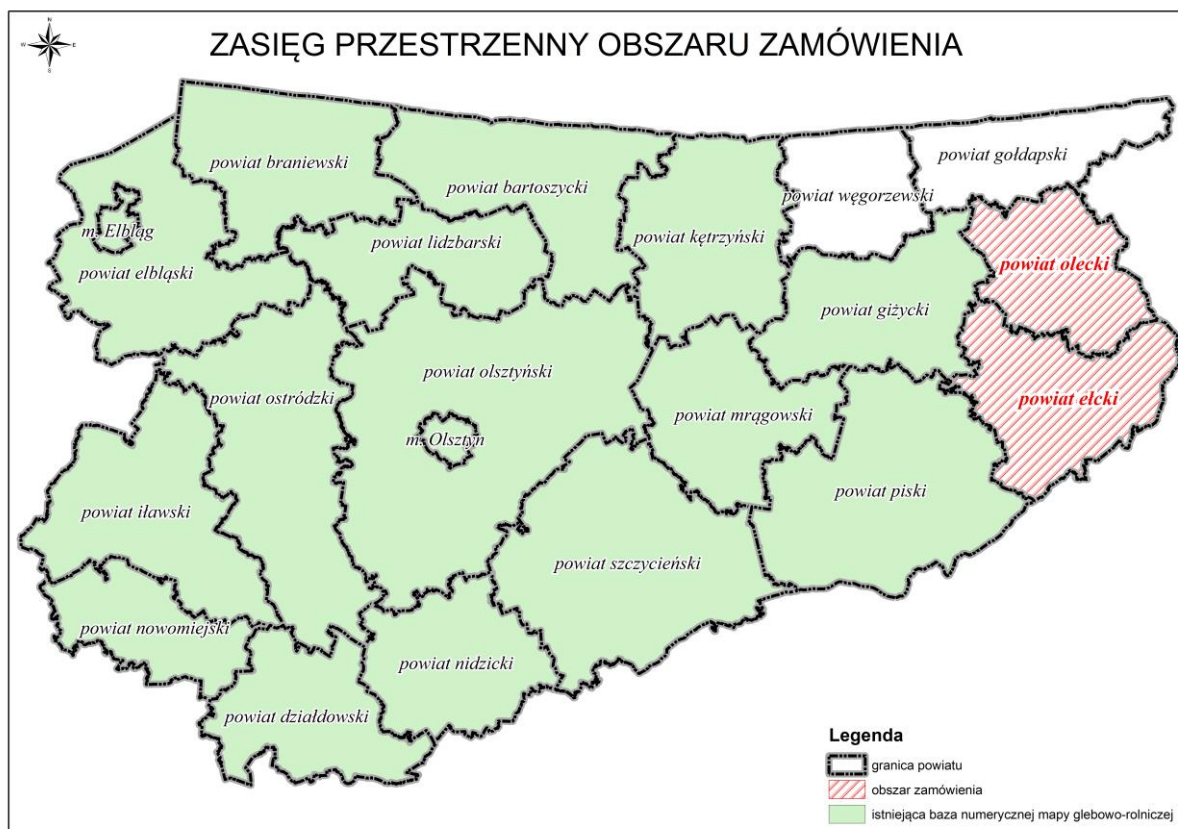 N
W E
S
ZASIĘG PRZESTRZENNY OBSZARU ZAMÓWIENIA
powiat braniewski
powiat gołdapski
powiat bartoszycki
powiat węgorzewski
m. Elbląg
powiat lidzbarski
powiat kętrzyński
powiat elbląski
powiat olecki
powiat giżycki
powiat ostródzki
powiat olsztyński
powiat ełcki
powiat mrągowski
m. Olsztyn
powiat piski
powiat iławski
powiat szczycieński
powiat nowomiejski
powiat nidzicki
powiat działdowski
Legenda
granica powiatu
obszar zamówienia
istniejąca baza numerycznej mapy glebowo-rolniczej